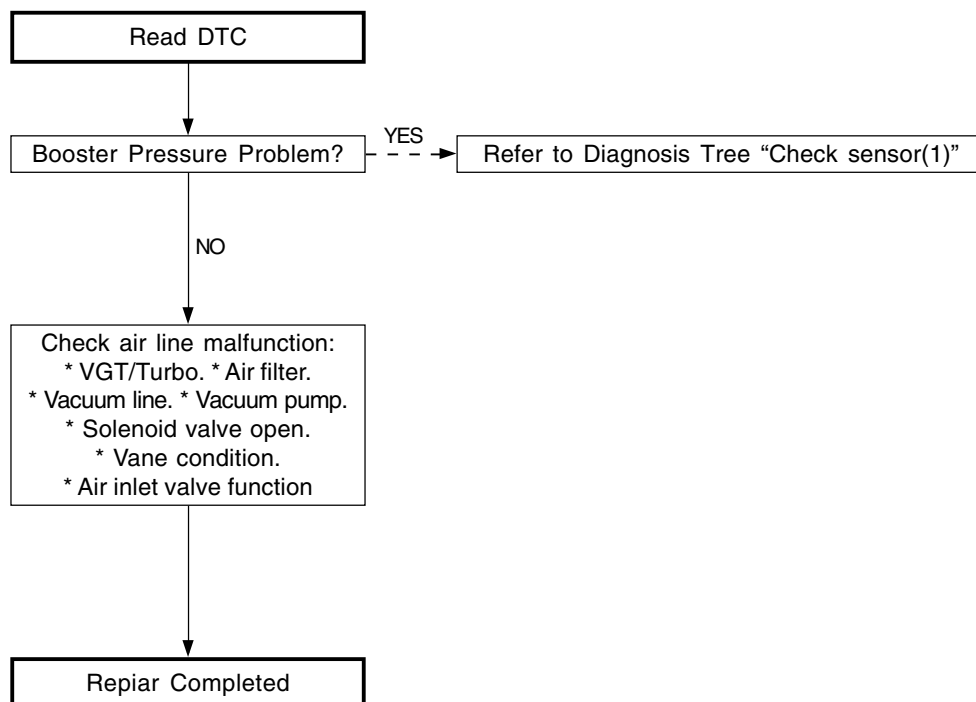 Read DTC
Booster Pressure Problem?
YES
Refer to Diagnosis Tree “Check sensor(1)”
NO
Check air line malfunction:
* VGT/Turbo. * Air filter.
* Vacuum line. * Vacuum pump.
* Solenoid valve open.
* Vane condition.
* Air inlet valve function
Repiar Completed